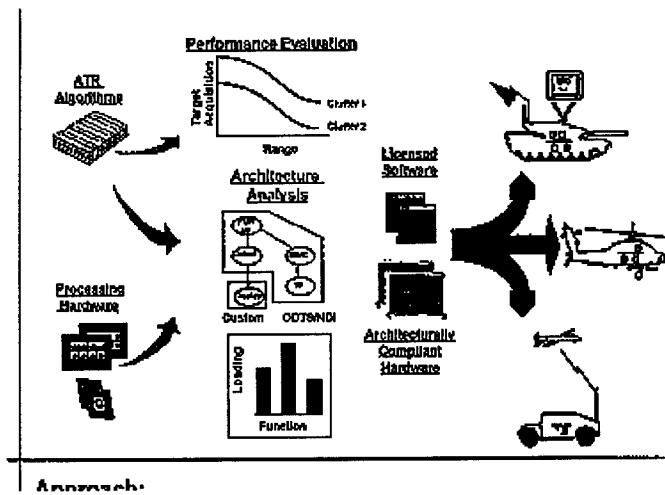 Performance Evaluation
ATR
Algorithms
Target
Acquisition
Clutter 1
Clutter 2
Range
Architecture
Analysis
Licensed
Software
Processing
Hardware
Custom
COTS/NDI
Architecturally
Compliant
Hardware
Loading
Function
Approach: